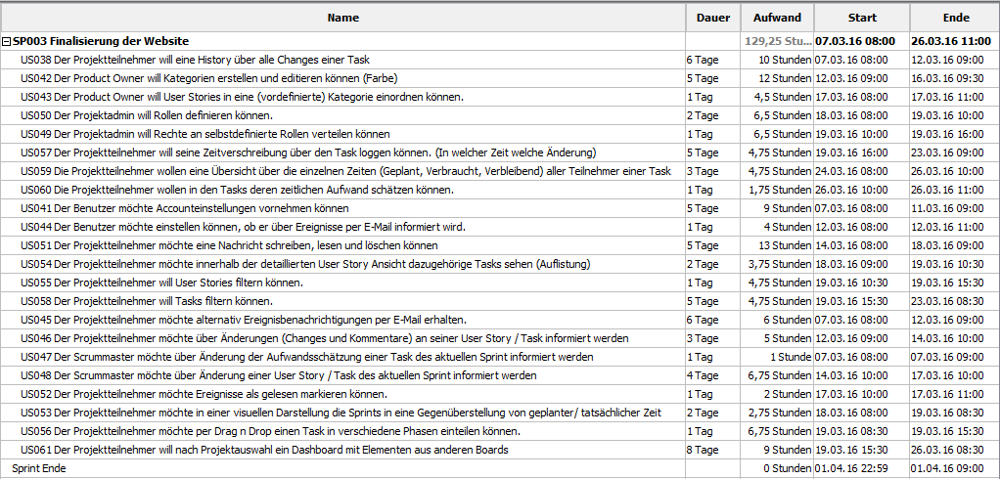 Name Dauer Aufwand Start Ende
SP003 Finalisierung der Website 129,25 Stu... 07.03.16 08:00 26.03.16 11:00
US038 Der Projektteilnehmer will eine History über alle Changes einer Task 6 Tage 10 Stunden 07.03.16 08:00 12.03.16 09:00
US042 Der Product Owner will Kategorien erstellen und editieren können (Farbe) 5 Tage 12 Stunden 12.03.16 09:00 16.03.16 09:30
US043 Der Product Owner will User Stories in eine (vordefinierte) Kategorie einordnen können. 1 Tag 4,5 Stunden 17.03.16 08:00 17.03.16 11:00
US050 Der Projektadmin will Rollen definieren können. 2 Tage 6,5 Stunden 18.03.16 08:00 19.03.16 10:00
US049 Der Projektadmin will Rechte an selbstdefinierte Rollen verteilen können 1 Tag 6,5 Stunden 19.03.16 10:00 19.03.16 16:00
US057 Der Projektteilnehmer will seine Zeitverschreibung über den Task loggen können. (In welcher Zeit welche Änderung) 5 Tage 4,75 Stunden 19.03.16 16:00 23.03.16 09:00
US059 Die Projektteilnehmer wollen eine Übersicht über die einzelnen Zeiten (Geplant, Verbraucht, Verbleibend) aller Teilnehmer einer Task 3 Tage 4,75 Stunden 24.03.16 08:00 26.03.16 10:00
US060 Die Projektteilnehmer wollen in den Tasks deren zeitlichen Aufwand schätzen können. 1 Tag 1,75 Stunden 26.03.16 10:00 26.03.16 11:00
US041 Der Benutzer möchte Accounteinstellungen vornehmen können 5 Tage 9 Stunden 07.03.16 08:00 11.03.16 09:00
US044 Der Benutzer möchte einstellen können, ob er über Ereignisse per E-Mail informiert wird. 1 Tag 4 Stunden 12.03.16 08:00 12.03.16 11:00
US051 Der Projektteilnehmer möchte eine Nachricht schreiben, lesen und löschen können 5 Tage 13 Stunden 14.03.16 08:00 18.03.16 09:00
US054 Der Projektteilnehmer möchte innerhalb der detaillierten User Story Ansicht dazugehörige Tasks sehen (Auflistung) 2 Tage 3,75 Stunden 18.03.16 09:00 19.03.16 10:30
US055 Der Projektteilnehmer will User Stories filtern können. 1 Tag 4,75 Stunden 19.03.16 10:30 19.03.16 15:30
US058 Der Projektteilnehmer will Tasks filtern können. 5 Tage 4,75 Stunden 19.03.16 15:30 23.03.16 08:30
US045 Der Projektteilnehmer möchte alternativ Ereignisbenachrichtigungen per E-Mail erhalten. 6 Tage 6 Stunden 07.03.16 08:00 12.03.16 09:00
US046 Der Projektteilnehmer möchte über Änderungen (Changes und Kommentare) an seiner User Story / Task informiert werden 3 Tage 5 Stunden 12.03.16 09:00 14.03.16 10:00
US047 Der Scrummaster möchte über Änderung der Aufwandsschätzung einer Task des aktuellen Sprint informiert werden 1 Tag 1 Stunde 07.03.16 08:00 07.03.16 09:00
US048 Der Scrummaster möchte über Änderung einer User Story / Task des aktuellen Sprint informiert werden 4 Tage 6,75 Stunden 14.03.16 10:00 17.03.16 10:00
US052 Der Projektteilnehmer möchte Ereignisse als gelesen markieren können. 1 Tag 2 Stunden 17.03.16 10:00 17.03.16 11:00
US053 Der Projektteilnehmer möchte in einer visuellen Darstellung die Sprints in eine Gegenüberstellung von geplanter/ tatsächlicher Zeit 2 Tage 2,75 Stunden 18.03.16 08:00 19.03.16 08:30
US056 Der Projektteilnehmer möchte per Drag n Drop einen Task in verschiedene Phasen einteilen können. 1 Tag 6,75 Stunden 19.03.16 08:30 19.03.16 15:30
US061 Der Projektteilnehmer will nach Projektauswahl ein Dashboard mit Elementen aus anderen Boards 8 Tage 9 Stunden 19.03.16 15:30 26.03.16 08:30
Sprint Ende 0 Stunden 01.04.16 22:59 01.04.16 09:00